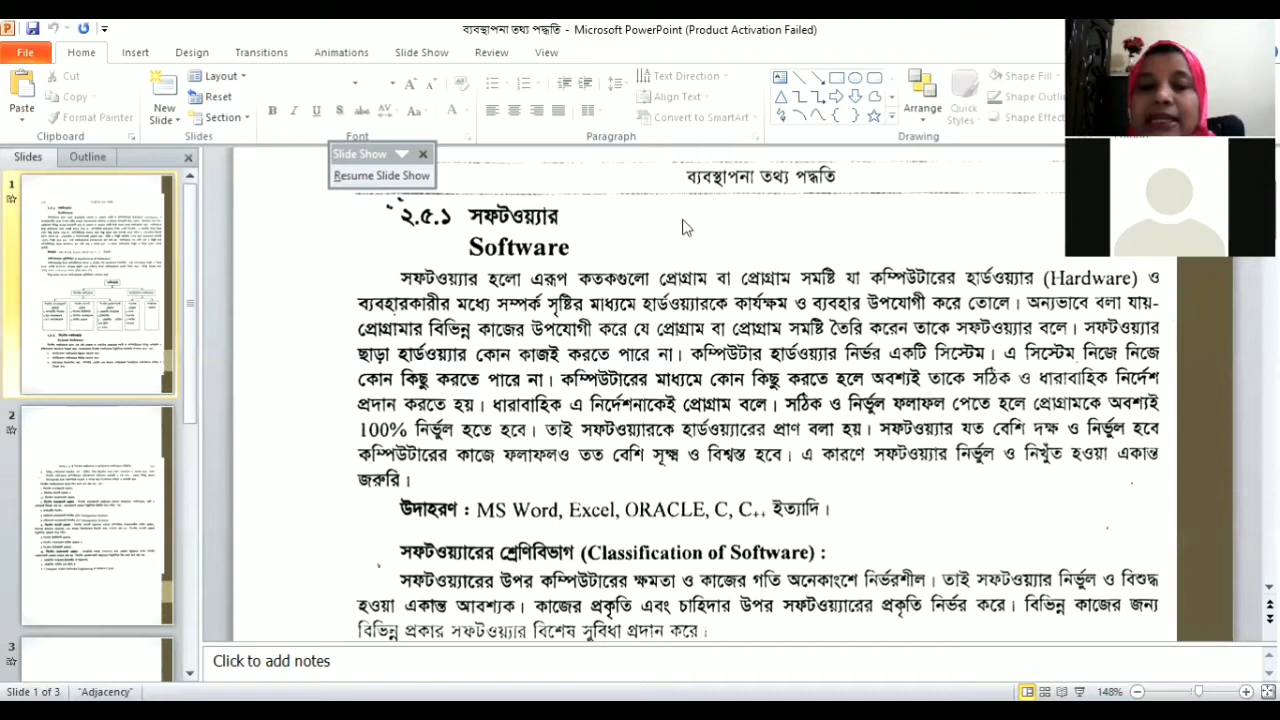 ব্যবস্থাপনা তথ্য পদ্ধতি - Microsoft PowerPoint (Product Activation Failed)
File Home Insert Design Transitions Animations Slide Show Review View
Cut
Copy
Format Painter
Paste
Clipboard
New
Slide
Layout
Reset
Section
Slides
Font
Text Direction
Align Text
Convert to SmartArt
Paragraph
Arrange
Quick
Styles
Shape Fill
Shape Outli
Shape Effects
Drawing
Slides Outline
Slide Show
Resume Slide Show
1
2
3
ব্যবস্থাপনা তথ্য পদ্ধতি
২.৫.১ সফটওয়্যার
Software
সফটওয়্যার হলো এরূপ কতকগুলো প্রোগ্রাম বা প্রোগ্রাম সমষ্টি যা কম্পিউটারের হার্ডওয়্যার (Hardware) ও
ব্যবহারকারীর মধ্যে সম্পর্ক সৃষ্টির মাধ্যমে হার্ডওয়্যারকে কার্যক্ষম ও ব্যবহার উপযোগী করে তোলে। অন্যভাবে বলা যায়-
প্রোগ্রামার বিভিন্ন কাজের উপযোগী করে যে প্রোগ্রাম বা প্রোগ্রাম সমষ্টি তৈরি করেন তাকে সফটওয়্যার বলে। সফটওয়্যার
ছাড়া হার্ডওয়্যার কোন কাজই করতে পারে না। কম্পিউটার হার্ডওয়্যার নির্ভর একটি সিস্টেম। এ সিস্টেম নিজে নিজে
কোন কিছু করতে পারে না। কম্পিউটারের মাধ্যমে কোন কিছু করতে হলে অবশ্যই তাকে সঠিক ও ধারাবাহিক নির্দেশ
প্রদান করতে হয়। ধারাবাহিক এ নির্দেশনাকেই প্রোগ্রাম বলে। সঠিক ও নির্ভুল ফলাফল পেতে হলে প্রোগ্রামকে অবশ্যই
100% নির্ভুল হতে হবে। তাই সফটওয়্যারকে হার্ডওয়্যারের প্রাণ বলা হয়। সফটওয়্যার যত বেশি দক্ষ ও নির্ভুল হবে
কম্পিউটারের কাজে ফলাফলও তত বেশি সূক্ষ্ম ও বিশ্বস্ত হবে। এ কারণে সফটওয়্যার নির্ভুল ও নিখুঁত হওয়া একান্ত
জরুরি।
উদাহরণ : MS Word, Excel, ORACLE, C, C++ ইত্যাদি।
সফটওয়্যারের শ্রেণিবিভাগ (Classification of Software) :
সফটওয়্যারের উপর কম্পিউটারের ক্ষমতা ও কাজের গতি অনেকাংশে নির্ভরশীল। তাই সফটওয়্যার নির্ভুল ও বিশুদ্ধ
হওয়া একান্ত আবশ্যক। কাজের প্রকৃতি এবং চাহিদার উপর সফটওয়্যারের প্রকৃতি নির্ভর করে। বিভিন্ন কাজের জন্য
বিভিন্ন প্রকার সফটওয়্যার বিশেষ সুবিধা প্রদান করে।
Click to add notes
Slide 1 of 3 "Adjacency" 148%